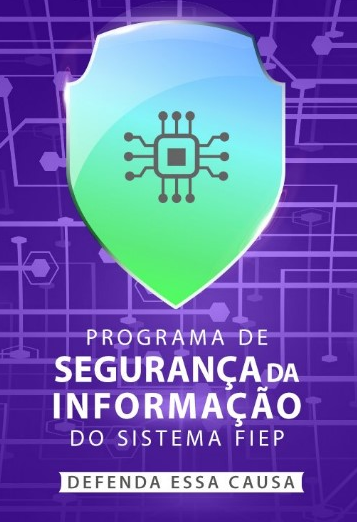 PROGRAMA DE
SEGURANÇA DA
INFORMAÇÃO
DO SISTEMA FIEP
DEFENDA ESSA CAUSA